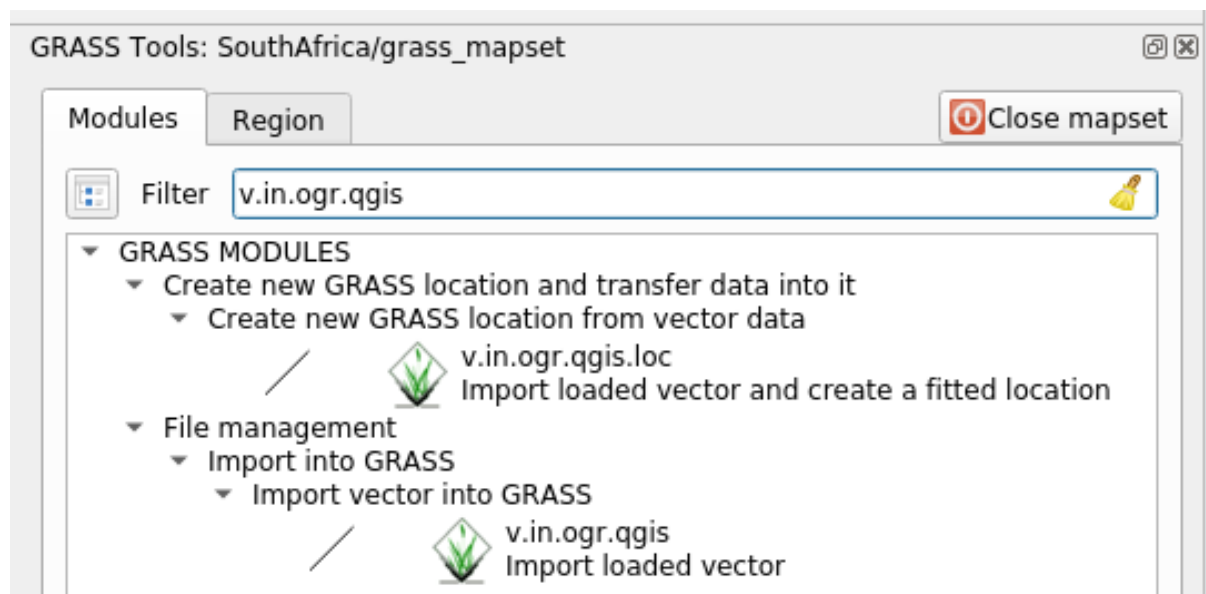 GRASS Tools: SouthAfrica/grass_mapset
Modules
Region
Close mapset
Filter
v.in.ogr.qgis
GRASS MODULES
Create new GRASS location and transfer data into it
Create new GRASS location from vector data
v.in.ogr.qgis.loc
Import loaded vector and create a fitted location
File management
Import into GRASS
Import vector into GRASS
v.in.ogr.qgis
Import loaded vector